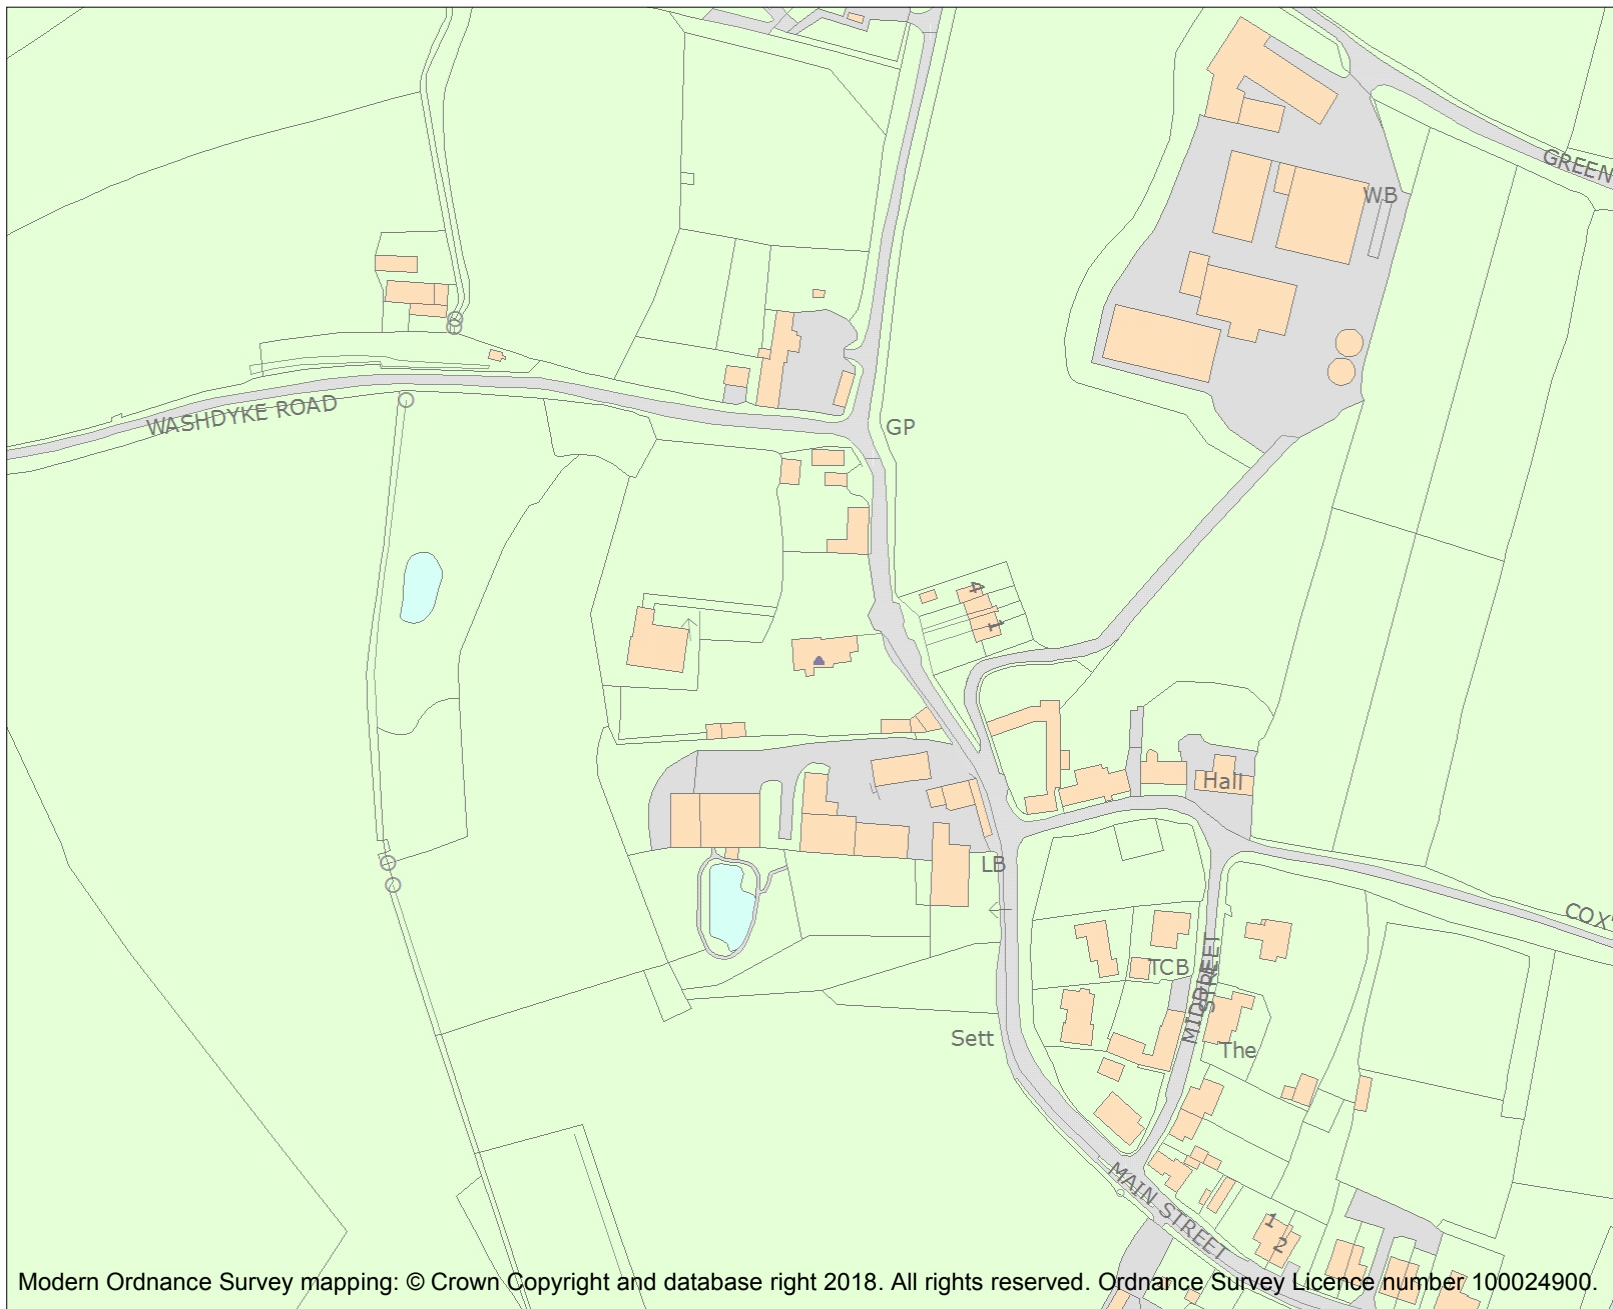 GREEN
WB
WASHDYKE ROAD
GP
4
1
Hall
LB
COX'
TCB
MIDDLE
STREET
Sett
The
MAIN STREET
1
2
Modern Ordnance Survey mapping: © Crown Copyright and database right 2018. All rights reserved. Ordnance Survey Licence number 100024900.